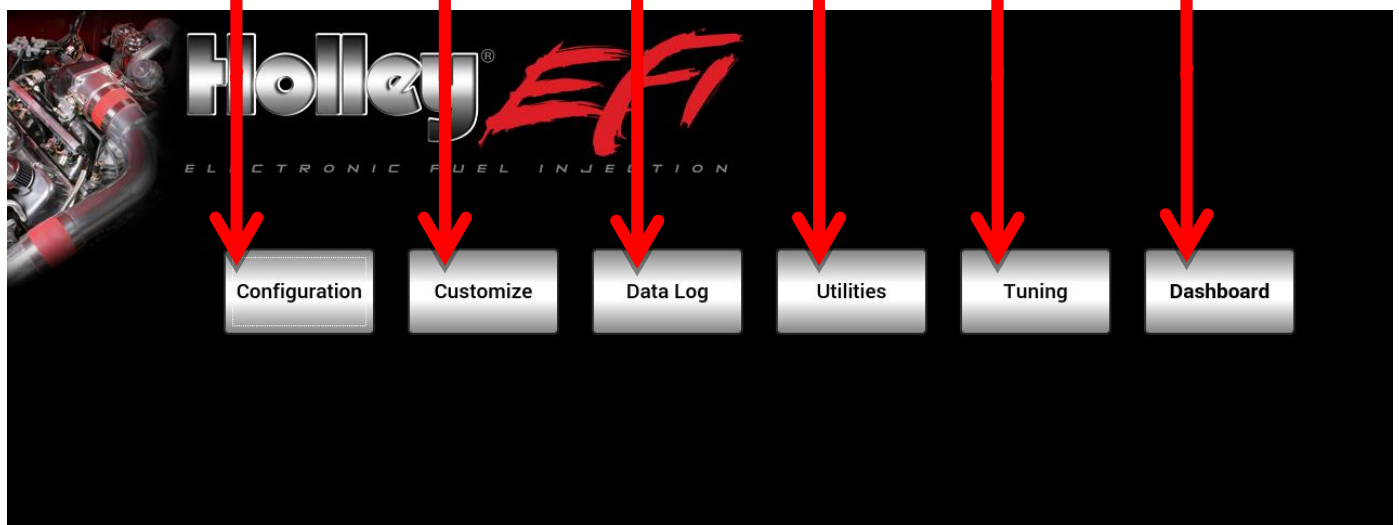 Holley® EFI
ELECTRONIC FUEL INJECTION
Configuration Customize Data Log Utilities Tuning Dashboard